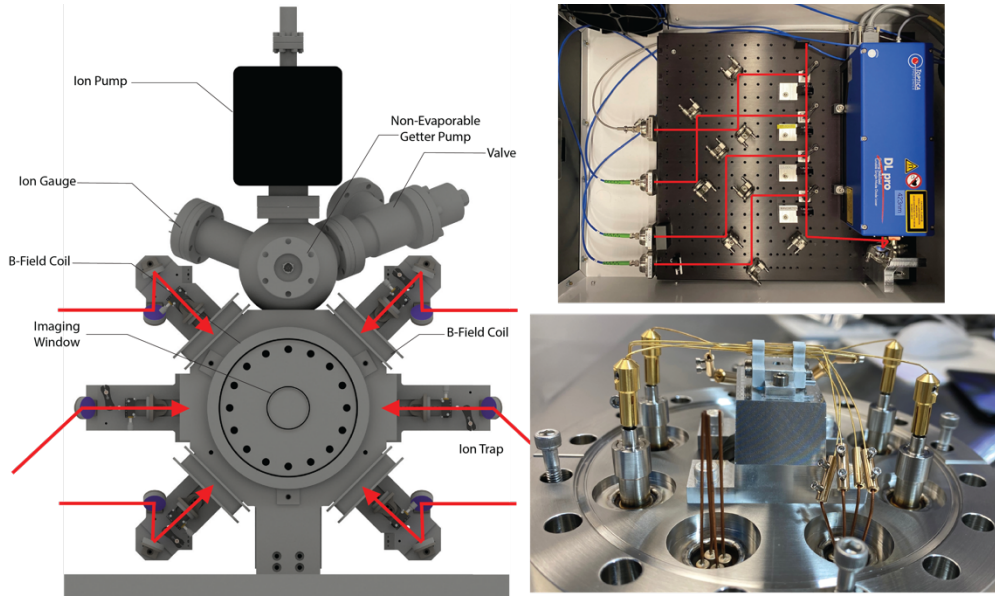 Ion Pump
Non-Evaporable
Getter Pump
Valve
Ion Gauge
B-Field Coil
Imaging
Window
B-Field Coil
Ion Trap
TOPTICA
DL pro